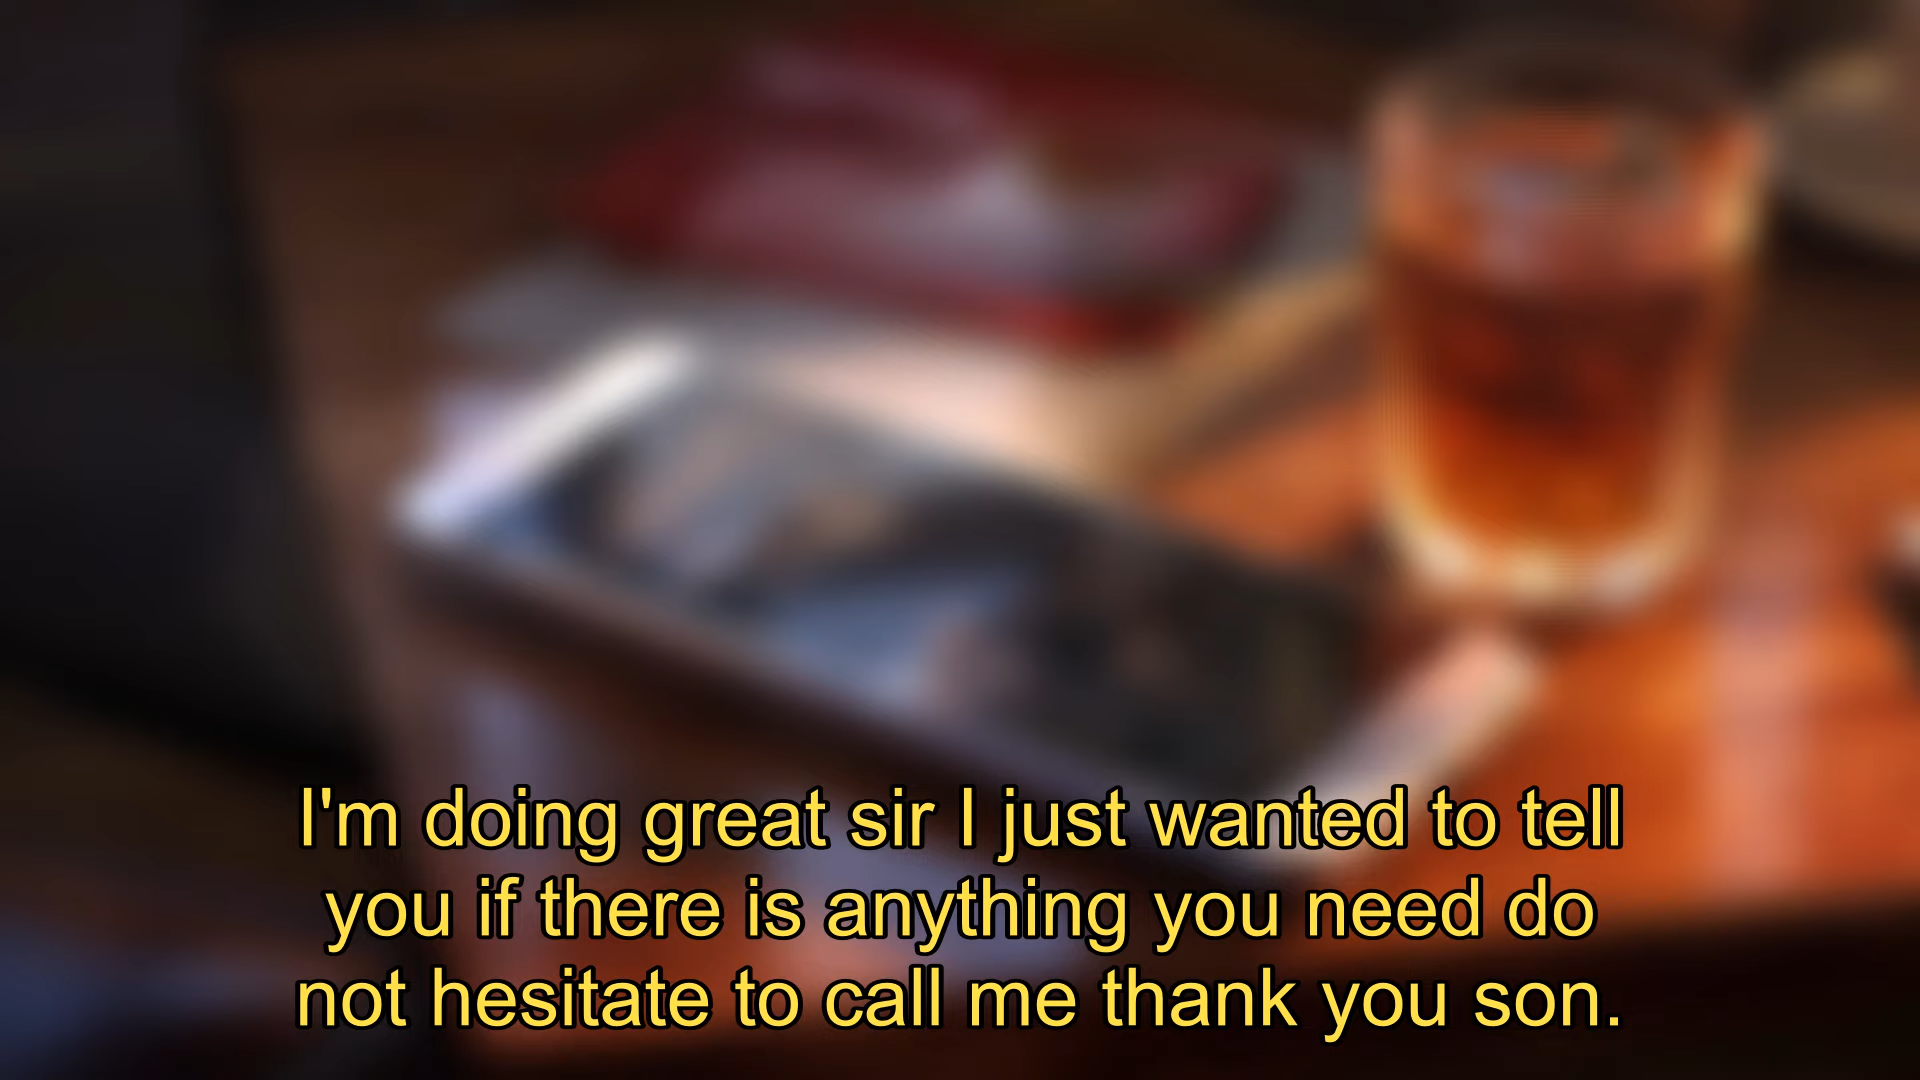 I'm doing great sir I just wanted to tell
you if there is anything you need do
not hesitate to call me thank you son.